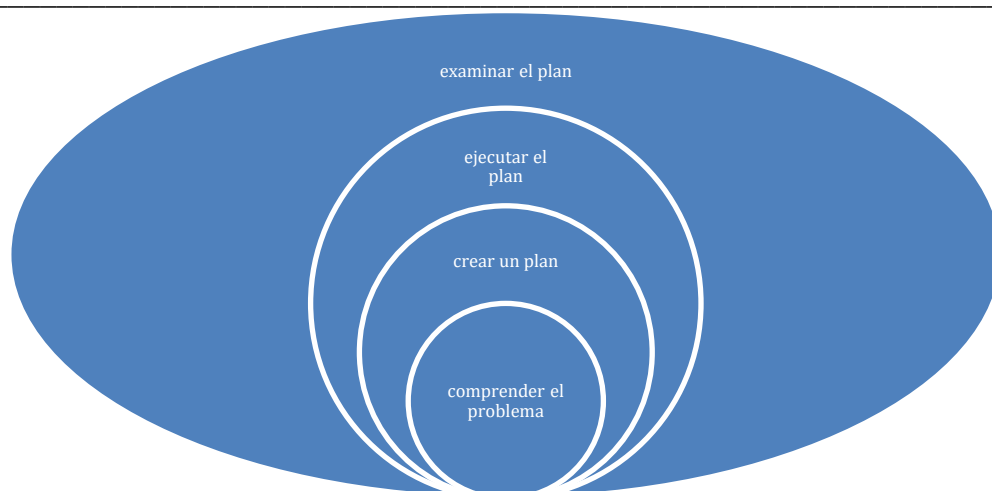 examinar el plan
ejecutar el
plan
crear un plan
comprender el
problema